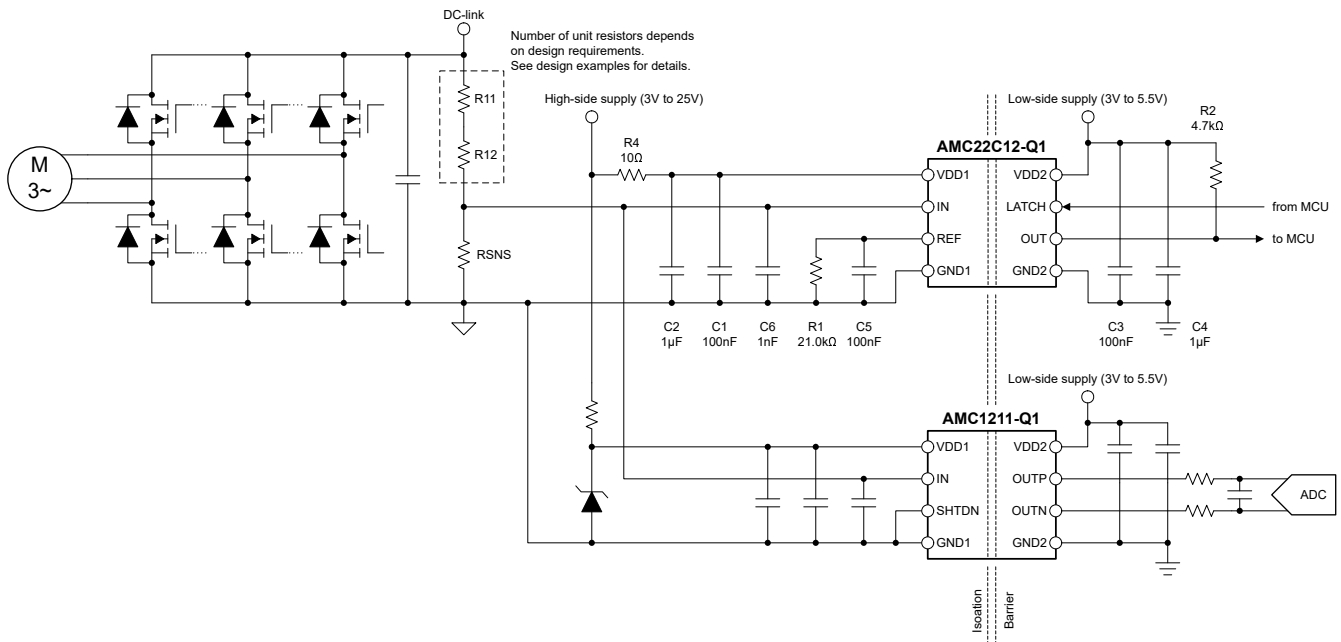 DC-link
Number of unit resistors depends
on design requirements.
See design examples for details.
R11
R12
RSNS
M
3~
High-side supply (3V to 25V)
R4
10Ω
Low-side supply (3V to 5.5V)
R2
4.7kΩ
AMC22C12-Q1
VDD1
VDD2
IN
LATCH
from MCU
REF
OUT
to MCU
GND1
GND2
C2
1µF
C1
100nF
C6
1nF
R1
21.0kΩ
C5
100nF
C3
100nF
C4
1µF
Low-side supply (3V to 5.5V)
AMC1211-Q1
VDD1
VDD2
IN
OUTP
SHTDN
OUTN
GND1
GND2
ADC
Isoation
Barrier